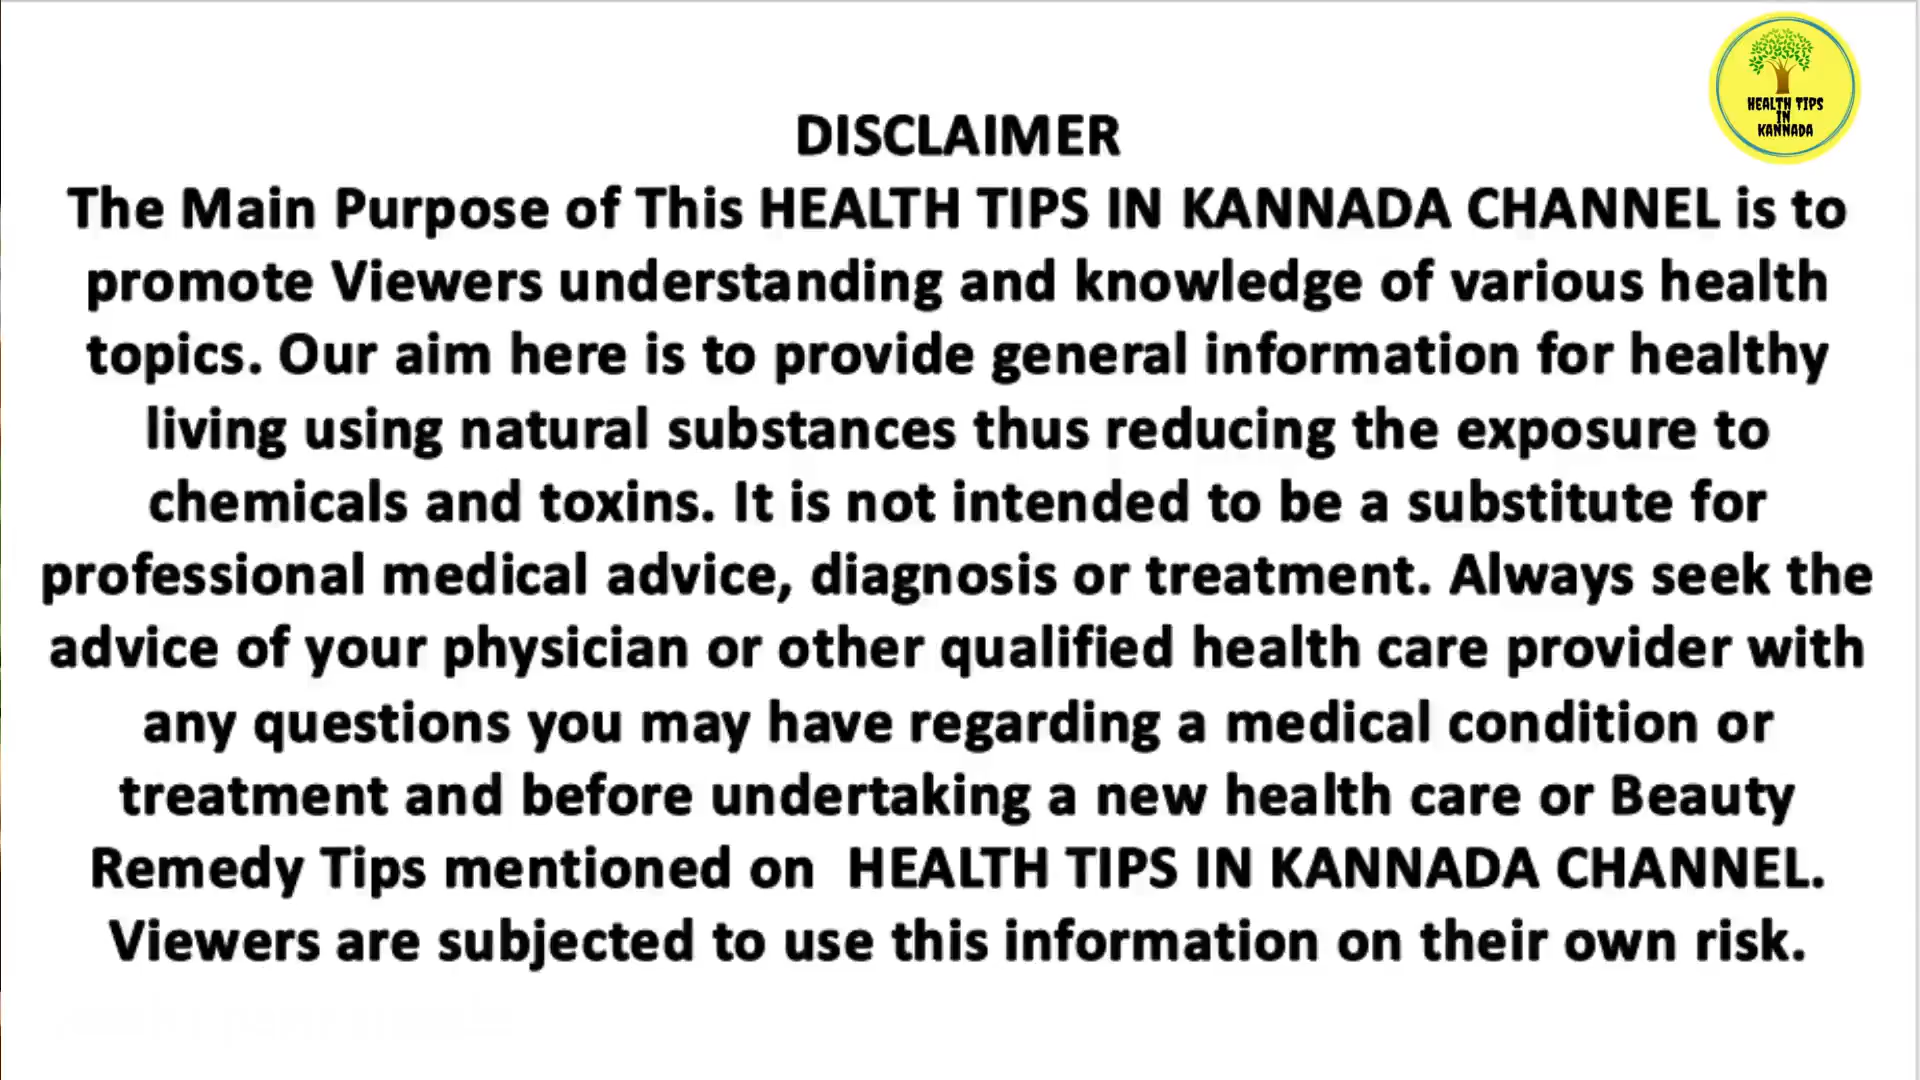 HEALTH TIPS
IN
KANNADA
DISCLAIMER
The Main Purpose of This HEALTH TIPS IN KANNADA CHANNEL is to
promote Viewers understanding and knowledge of various health
topics. Our aim here is to provide general information for healthy
living using natural substances thus reducing the exposure to
chemicals and toxins. It is not intended to be a substitute for
professional medical advice, diagnosis or treatment. Always seek the
advice of your physician or other qualified health care provider with
any questions you may have regarding a medical condition or
treatment and before undertaking a new health care or Beauty
Remedy Tips mentioned on  HEALTH TIPS IN KANNADA CHANNEL.
Viewers are subjected to use this information on their own risk.